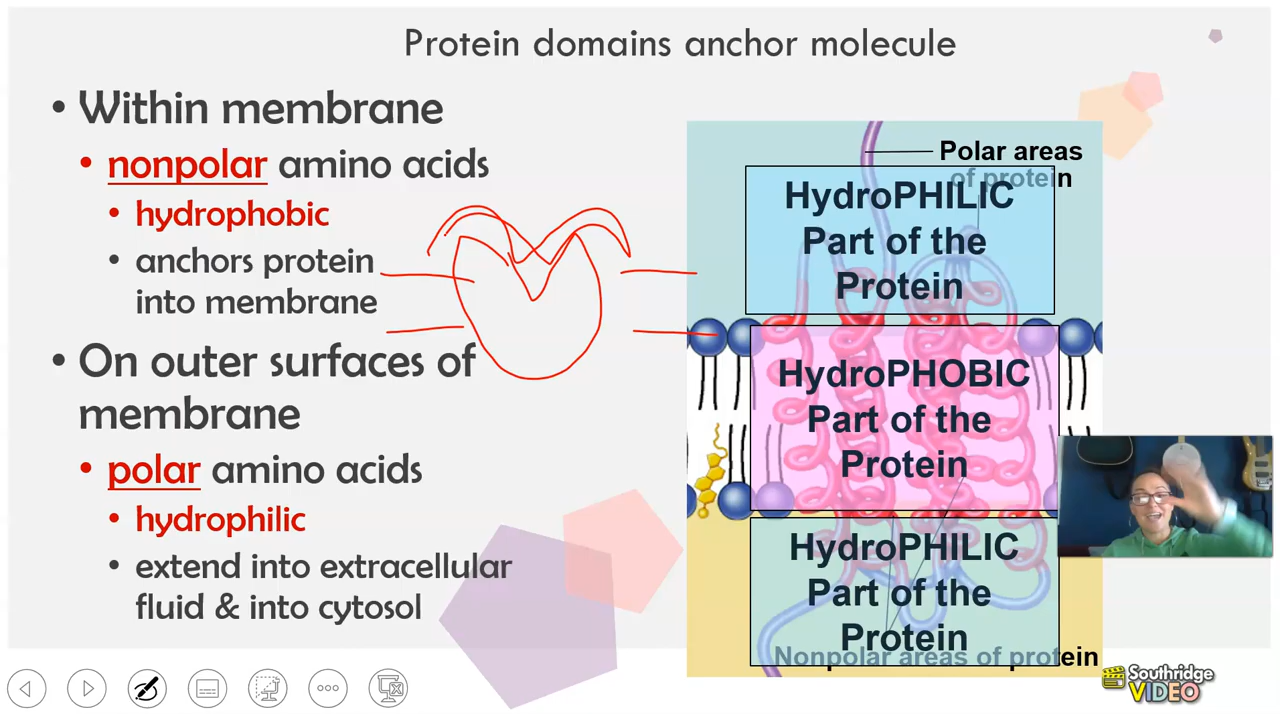 Protein domains anchor molecule
• Within membrane
• nonpolar amino acids
• hydrophobic
• anchors protein
into membrane
• On outer surfaces of
membrane
• polar amino acids
• hydrophilic
• extend into extracellular
fluid & into cytosol
Polar areas
of protein
HydroPHILIC
Part of the
Protein
HydroPHOBIC
Part of the
Protein
HydroPHILIC
Part of the
Protein
Nonpolar areas of protein
Southridge
VIDEO